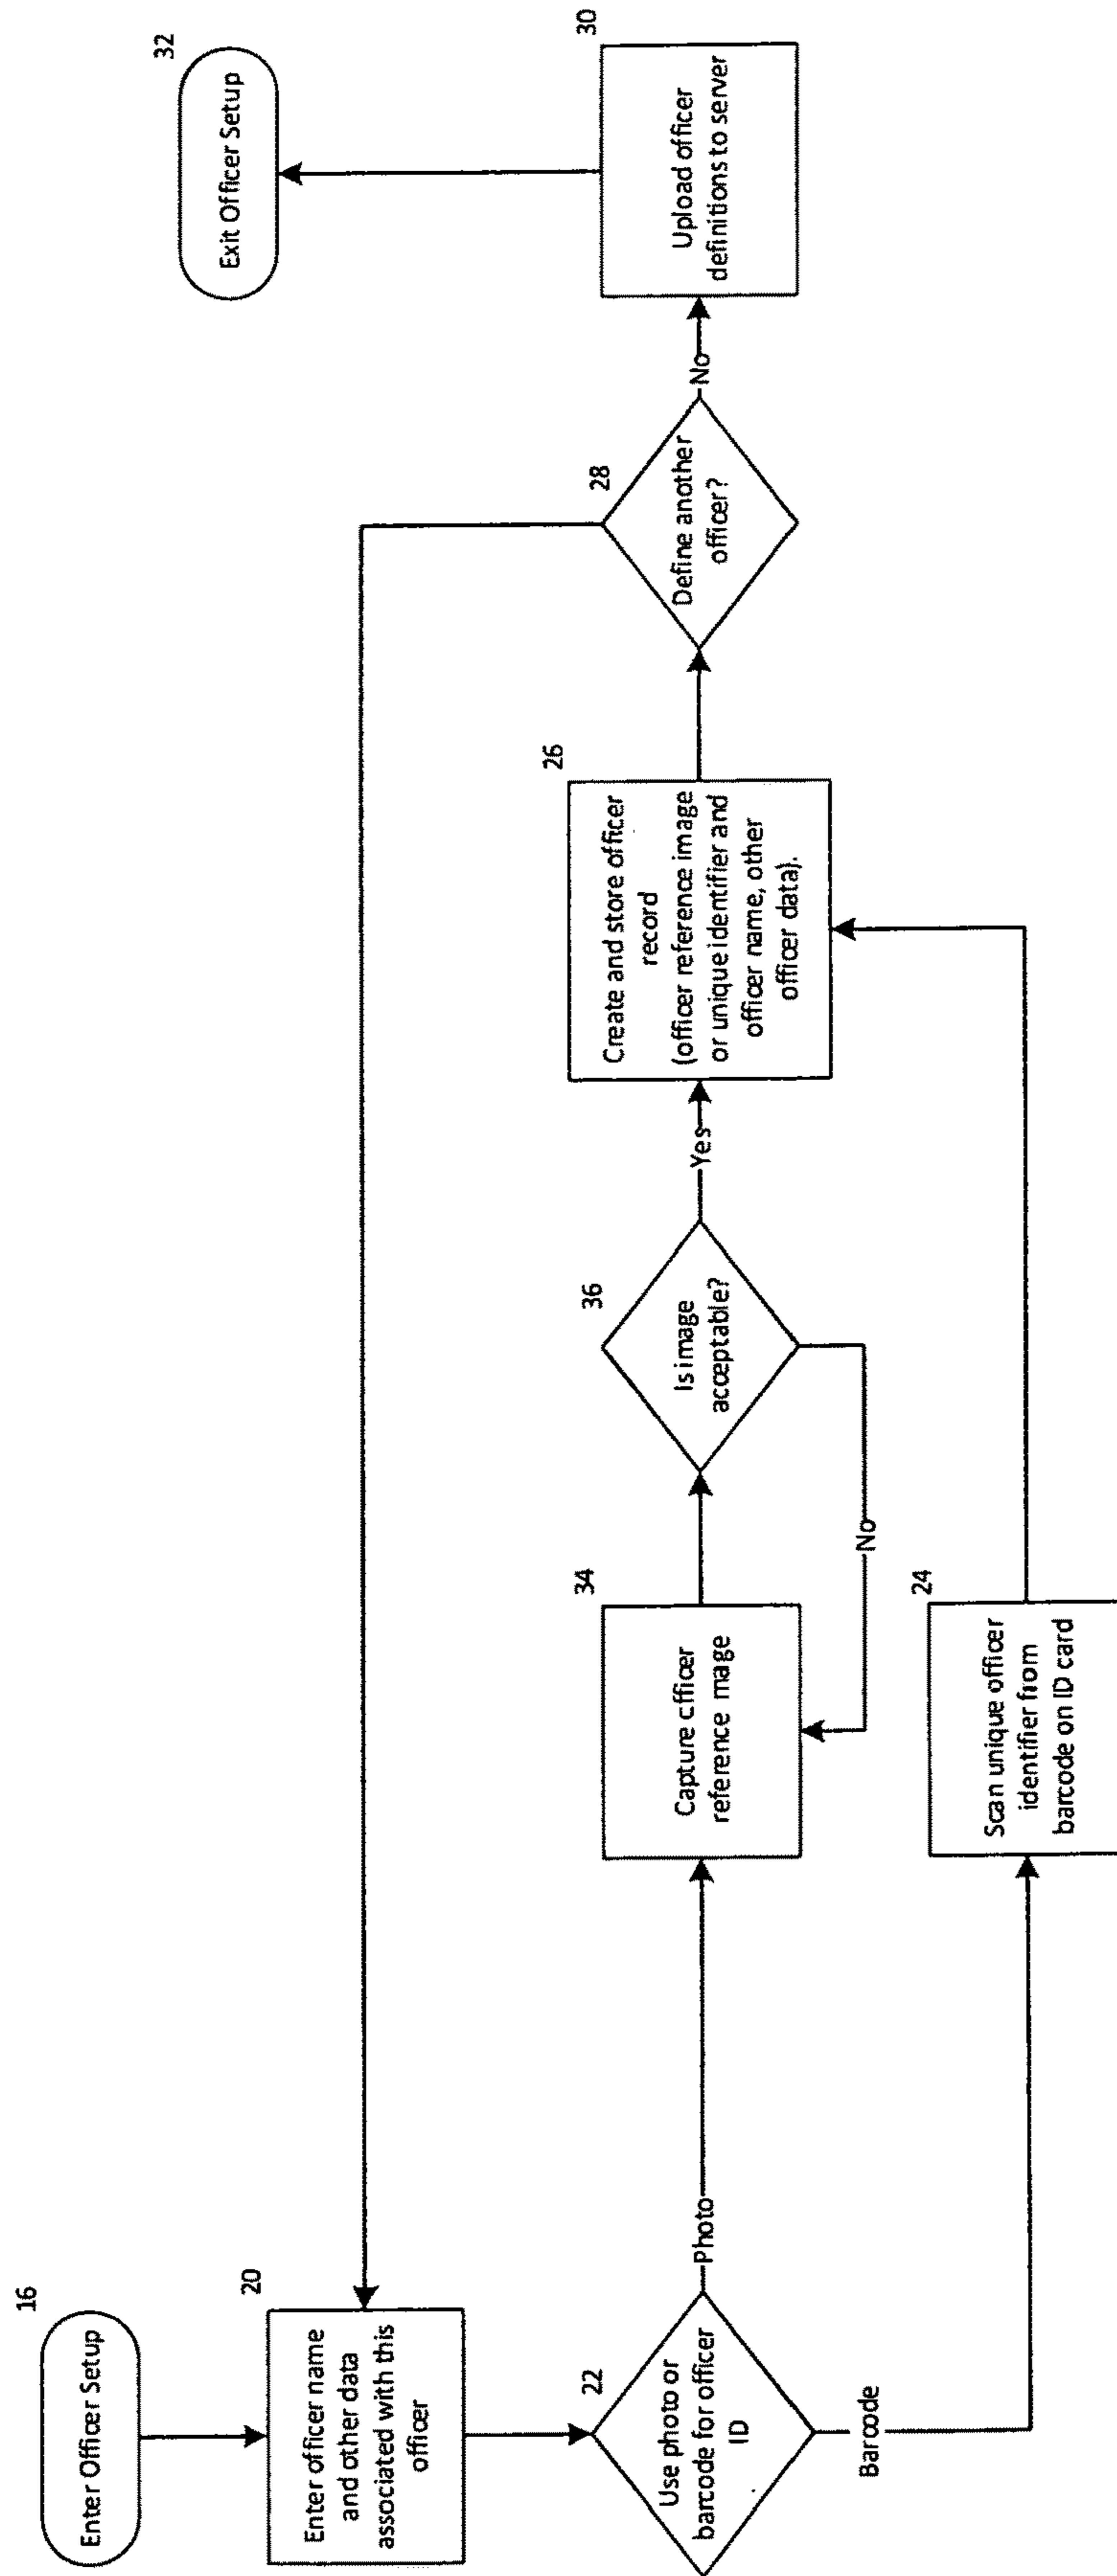 16
Enter Officer Setup
20
Enter officer name
and other data
associated with this
officer
22
Use photo or
barcode for officer
ID
Photo
Barcode
34
Capture cfficer
reference mage
36
Is image
acceptable?
Yes
No
24
Scan unique officer
identifier from
barcode on ID card
26
Create and store officer
record
(officer reference image
or unique identifier and
officer name, other
officer data).
28
Define another
officer?
No
30
Upload officer
definitions to server
32
Exit Officer Setup